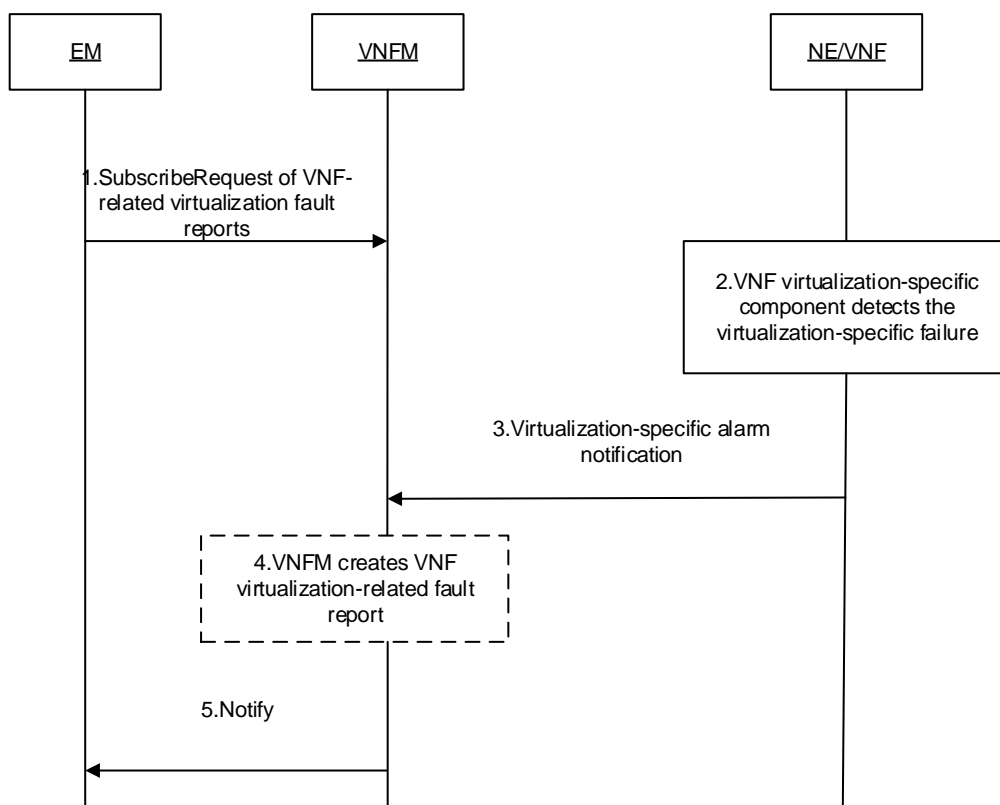 EM
VNFM
NE/VNF
1.SubscribeRequest of VNF-
related virtualization fault
reports
2.VNF virtualization-specific
component detects the
virtualization-specific failure
3.Virtualization-specific alarm
notification
4.VNFM creates VNF
virtualization-related fault
report
5.Notify